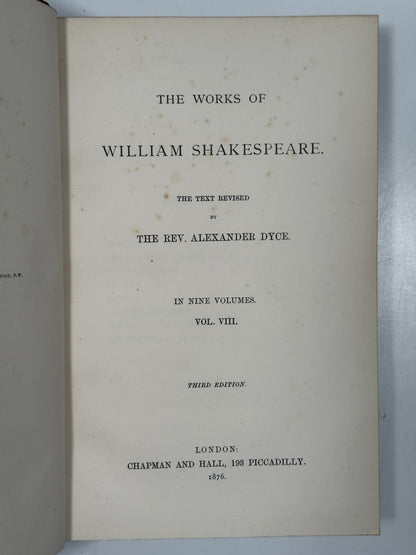 THE WORKS OF
WILLIAM SHAKESPEARE.
THE TEXT REVISED
BY
THE REV. ALEXANDER DYCE.
IN NINE VOLUMES.
VOL. VIII.
THIRD EDITION.
LONDON:
CHAPMAN AND HALL, 193 PICCADILLY.
1876.